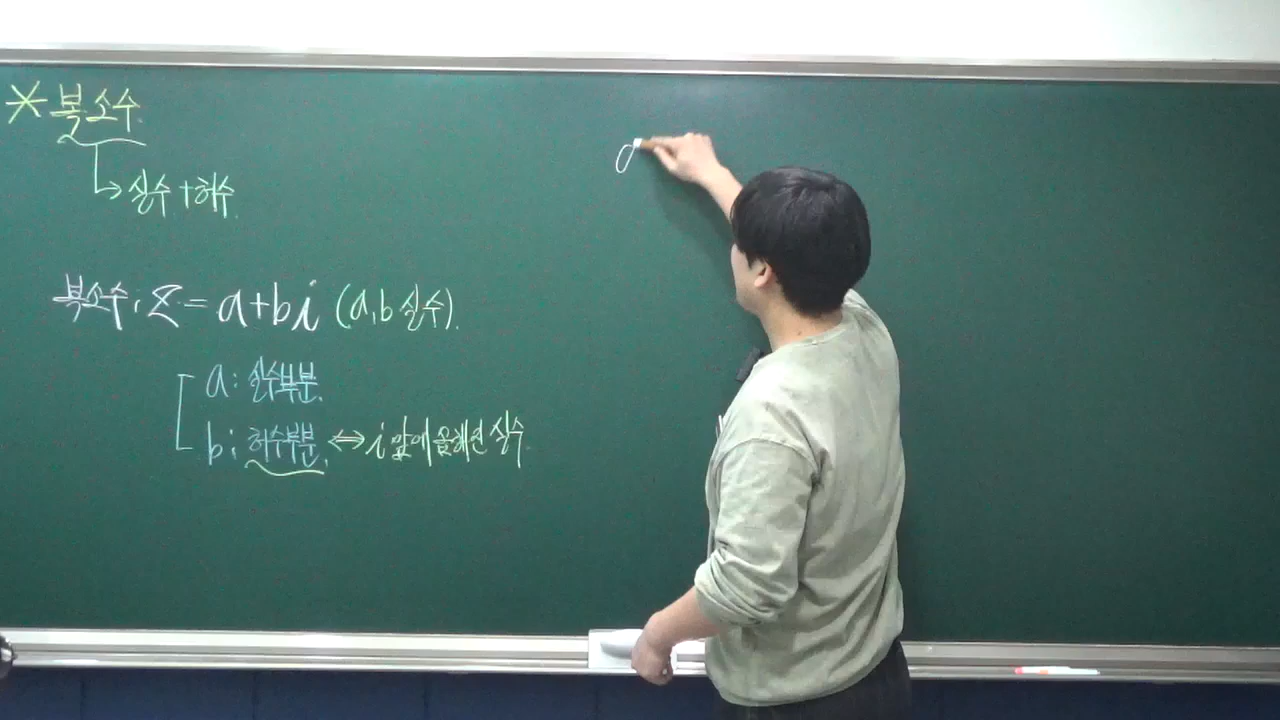 * 복소수.
→ 실수 + 허수.
복소수 : z = a+bi (a, b 실수).
a : 실수부분.
b : 허수부분. ⇔ i 앞에 곱해진 실수.